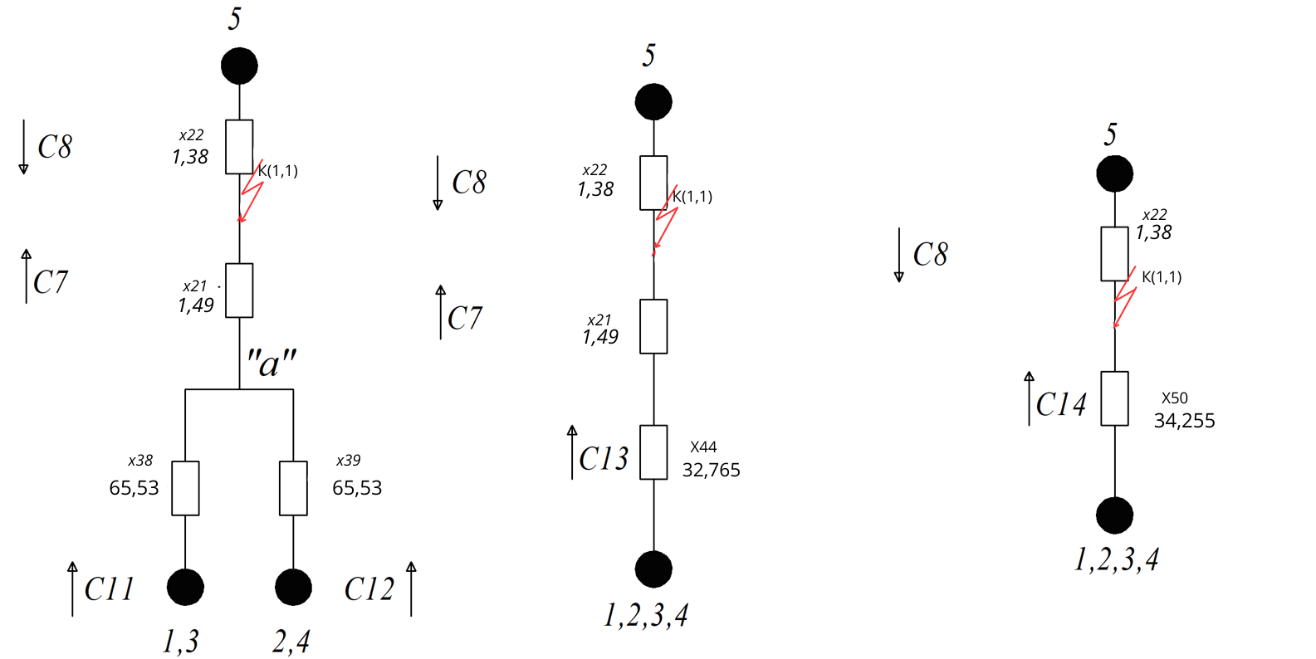 5
x22
1,38
C8
К(1,1)
C7
x21
1,49
"a"
x38
65,53
x39
65,53
C11
C12
1,3
2,4
5
x22
1,38
C8
К(1,1)
C7
x21
1,49
C13
X44
32,765
1,2,3,4
5
x22
1,38
C8
К(1,1)
C14
X50
34,255
1,2,3,4